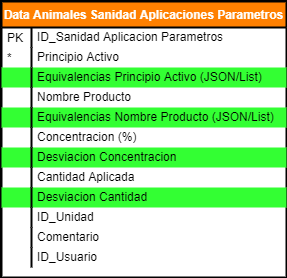 Data Animales Sanidad Aplicaciones Parametros
PK ID_Sanidad Aplicacion Parametros
* Principio Activo
Equivalencias Principio Activo (JSON/List)
Nombre Producto
Equivalencias Nombre Producto (JSON/List)
Concentracion (%)
Desviacion Concentracion
Cantidad Aplicada
Desviacion Cantidad
ID_Unidad
Comentario
ID_Usuario